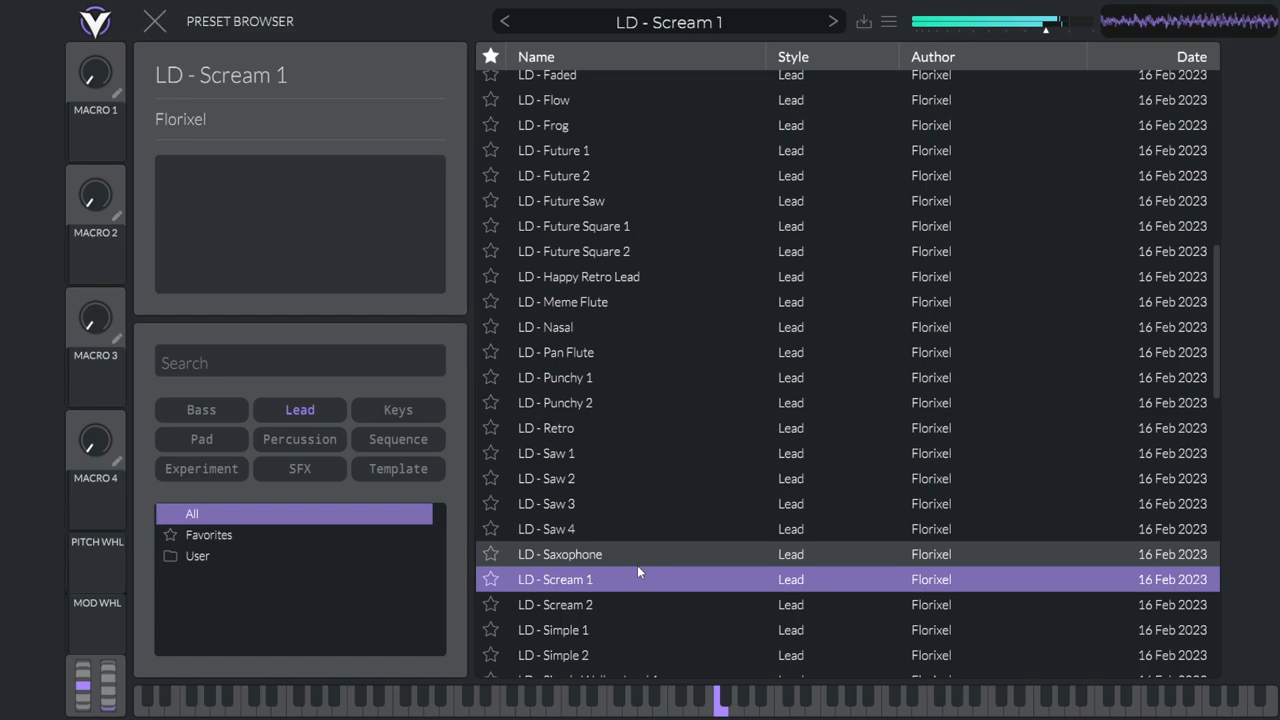 PRESET BROWSER
LD - Scream 1
MACRO 1
MACRO 2
MACRO 3
MACRO 4
PITCH WHL
MOD WHL
LD - Scream 1
Florixel
Search
Bass Lead Keys
Pad Percussion Sequence
Experiment SFX Template
All
Favorites
User
Name Style Author Date
LD - Faded Lead Florixel 16 Feb 2023
LD - Flow Lead Florixel 16 Feb 2023
LD - Frog Lead Florixel 16 Feb 2023
LD - Future 1 Lead Florixel 16 Feb 2023
LD - Future 2 Lead Florixel 16 Feb 2023
LD - Future Saw Lead Florixel 16 Feb 2023
LD - Future Square 1 Lead Florixel 16 Feb 2023
LD - Future Square 2 Lead Florixel 16 Feb 2023
LD - Happy Retro Lead Lead Florixel 16 Feb 2023
LD - Meme Flute Lead Florixel 16 Feb 2023
LD - Nasal Lead Florixel 16 Feb 2023
LD - Pan Flute Lead Florixel 16 Feb 2023
LD - Punchy 1 Lead Florixel 16 Feb 2023
LD - Punchy 2 Lead Florixel 16 Feb 2023
LD - Retro Lead Florixel 16 Feb 2023
LD - Saw 1 Lead Florixel 16 Feb 2023
LD - Saw 2 Lead Florixel 16 Feb 2023
LD - Saw 3 Lead Florixel 16 Feb 2023
LD - Saw 4 Lead Florixel 16 Feb 2023
LD - Saxophone Lead Florixel 16 Feb 2023
LD - Scream 1 Lead Florixel 16 Feb 2023
LD - Scream 2 Lead Florixel 16 Feb 2023
LD - Simple 1 Lead Florixel 16 Feb 2023
LD - Simple 2 Lead Florixel 16 Feb 2023